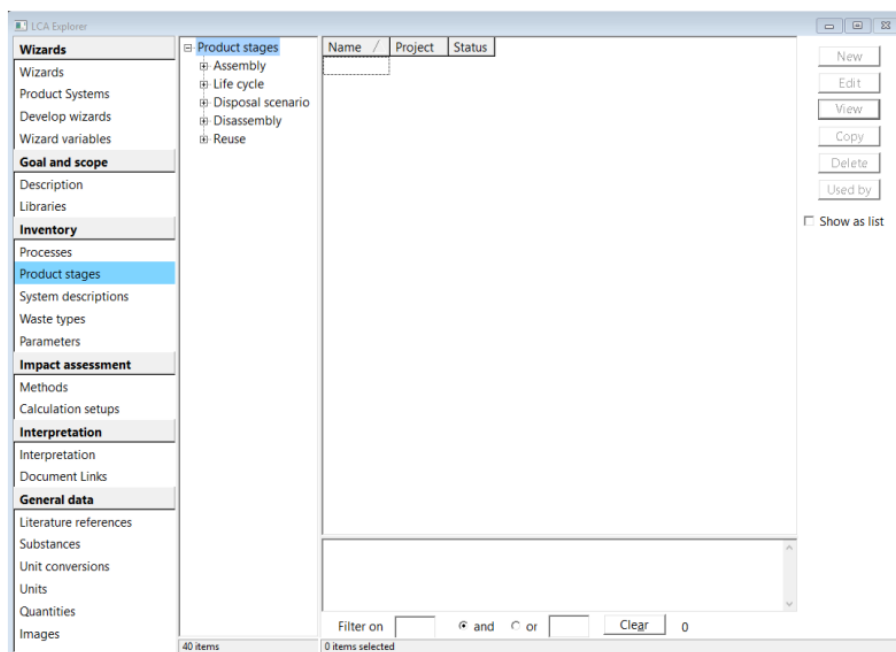 LCA Explorer
Wizards
Wizards
Product Systems
Develop wizards
Wizard variables
Goal and scope
Description
Libraries
Inventory
Processes
Product stages
System descriptions
Waste types
Parameters
Impact assessment
Methods
Calculation setups
Interpretation
Interpretation
Document Links
General data
Literature references
Substances
Unit conversions
Units
Quantities
Images
Product stages
Assembly
Life cycle
Disposal scenario
Disassembly
Reuse
40 items
Name Project Status
Filter on and or Clear 0
0 items selected
New
Edit
View
Copy
Delete
Used by
Show as list